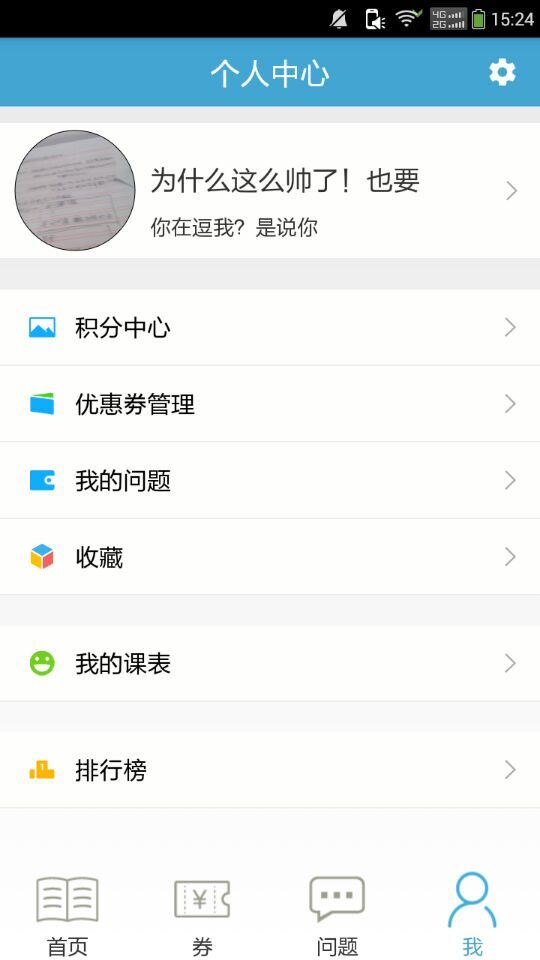 4G
2G
15:24
个人中心
为什么这么帅了！也要
你在逗我？是说你
积分中心
优惠券管理
我的问题
收藏
我的课表
1
排行榜
¥
首页
券
问题
我